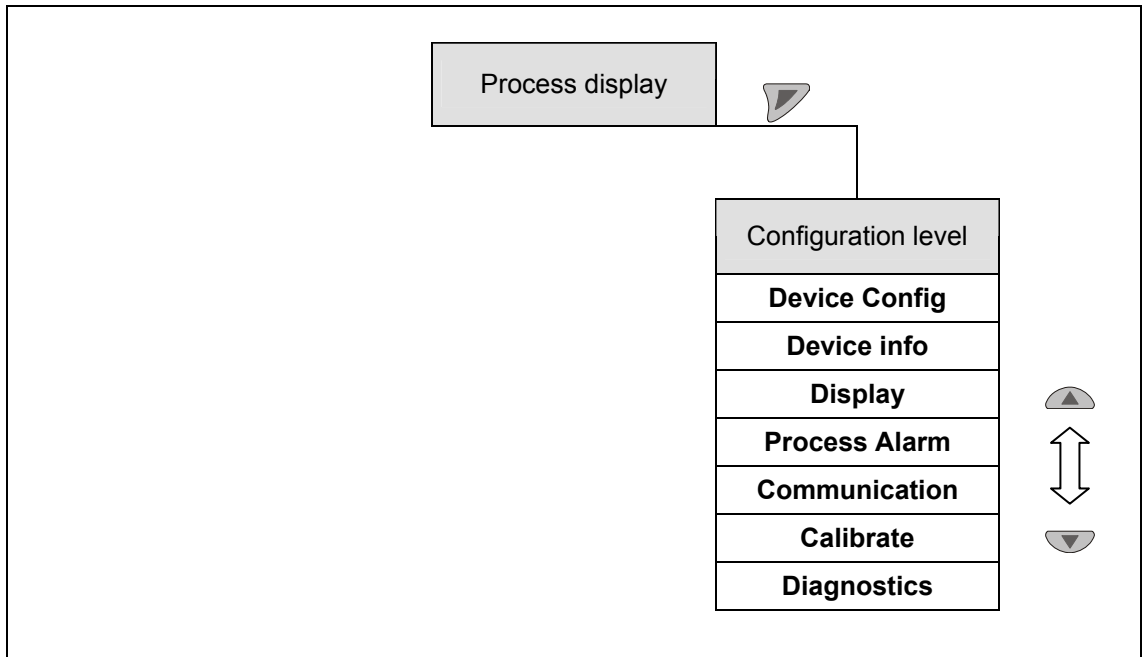 Process display
Configuration level
Device Config
Device info
Display
Process Alarm
Communication
Calibrate
Diagnostics